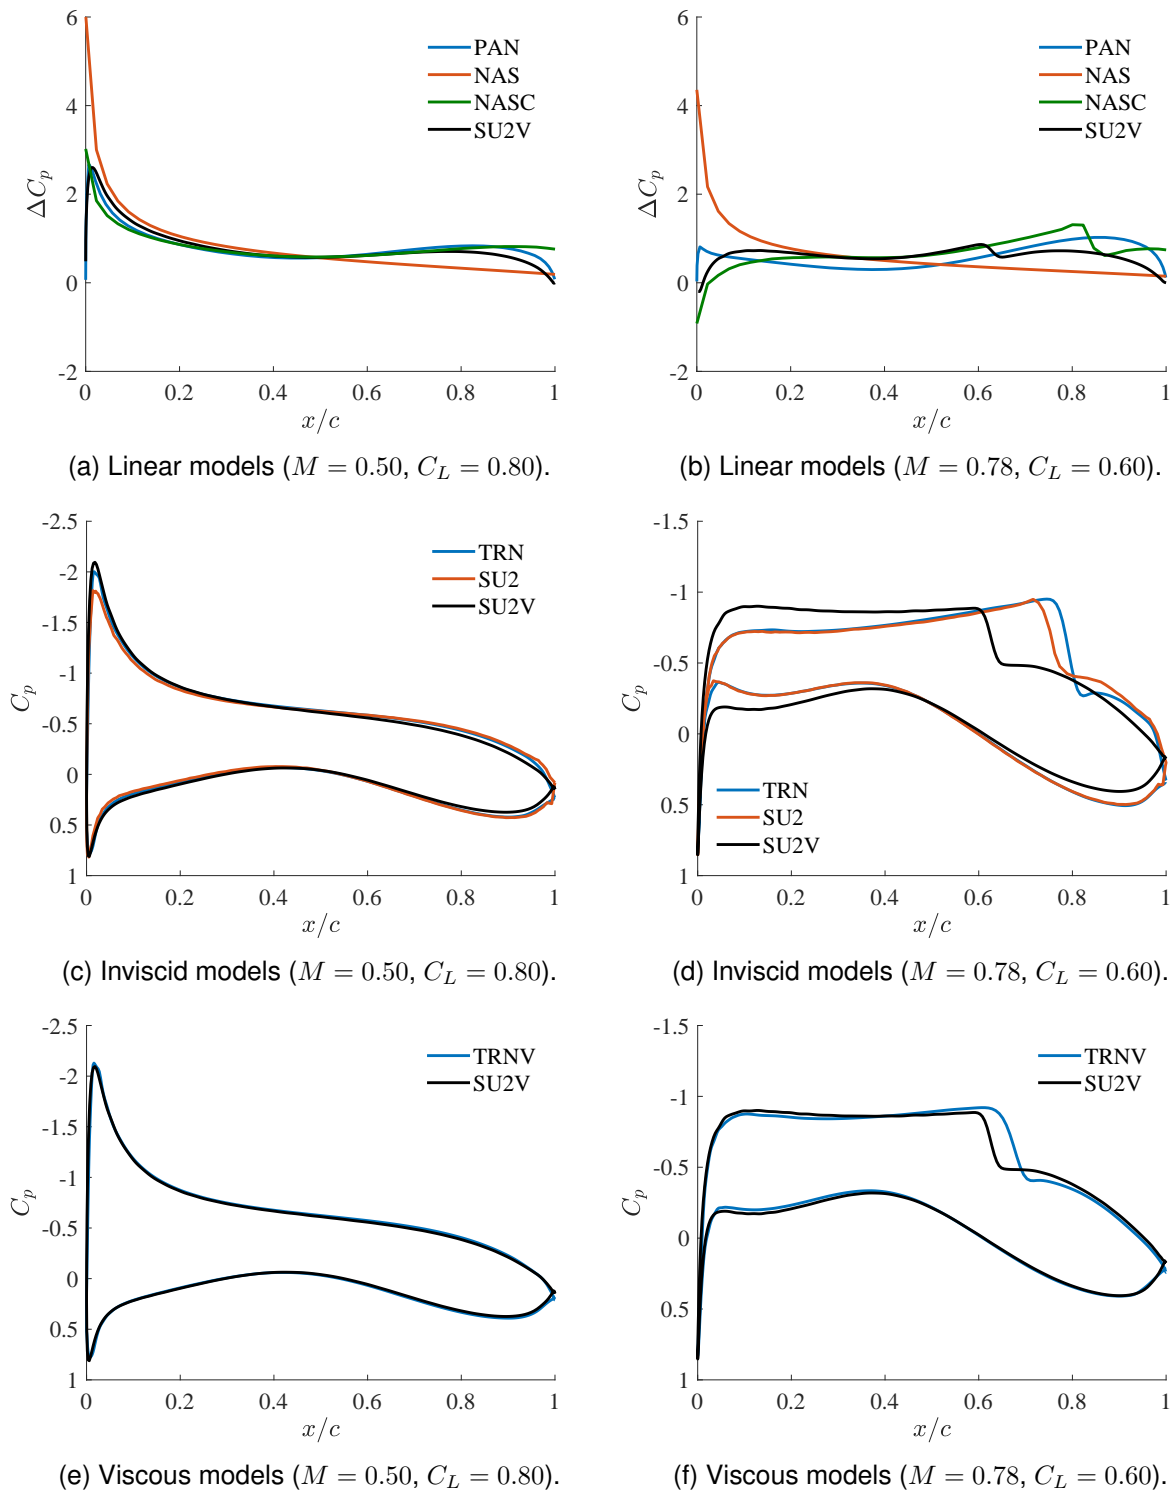 6
4
2
0
-2
ΔC_p
PAN
NAS
NASC
SU2V
0 0.2 0.4 0.6 0.8 1
x/c
(a) Linear models (M = 0.50, C_L = 0.80).
6
4
2
0
-2
ΔC_p
PAN
NAS
NASC
SU2V
0 0.2 0.4 0.6 0.8 1
x/c
(b) Linear models (M = 0.78, C_L = 0.60).
-2.5
-2
-1.5
-1
-0.5
0
0.5
1
C_p
TRN
SU2
SU2V
0 0.2 0.4 0.6 0.8 1
x/c
(c) Inviscid models (M = 0.50, C_L = 0.80).
-1.5
-1
-0.5
0
0.5
1
C_p
TRN
SU2
SU2V
0 0.2 0.4 0.6 0.8 1
x/c
(d) Inviscid models (M = 0.78, C_L = 0.60).
-2.5
-2
-1.5
-1
-0.5
0
0.5
1
C_p
TRNV
SU2V
0 0.2 0.4 0.6 0.8 1
x/c
(e) Viscous models (M = 0.50, C_L = 0.80).
-1.5
-1
-0.5
0
0.5
1
C_p
TRNV
SU2V
0 0.2 0.4 0.6 0.8 1
x/c
(f) Viscous models (M = 0.78, C_L = 0.60).